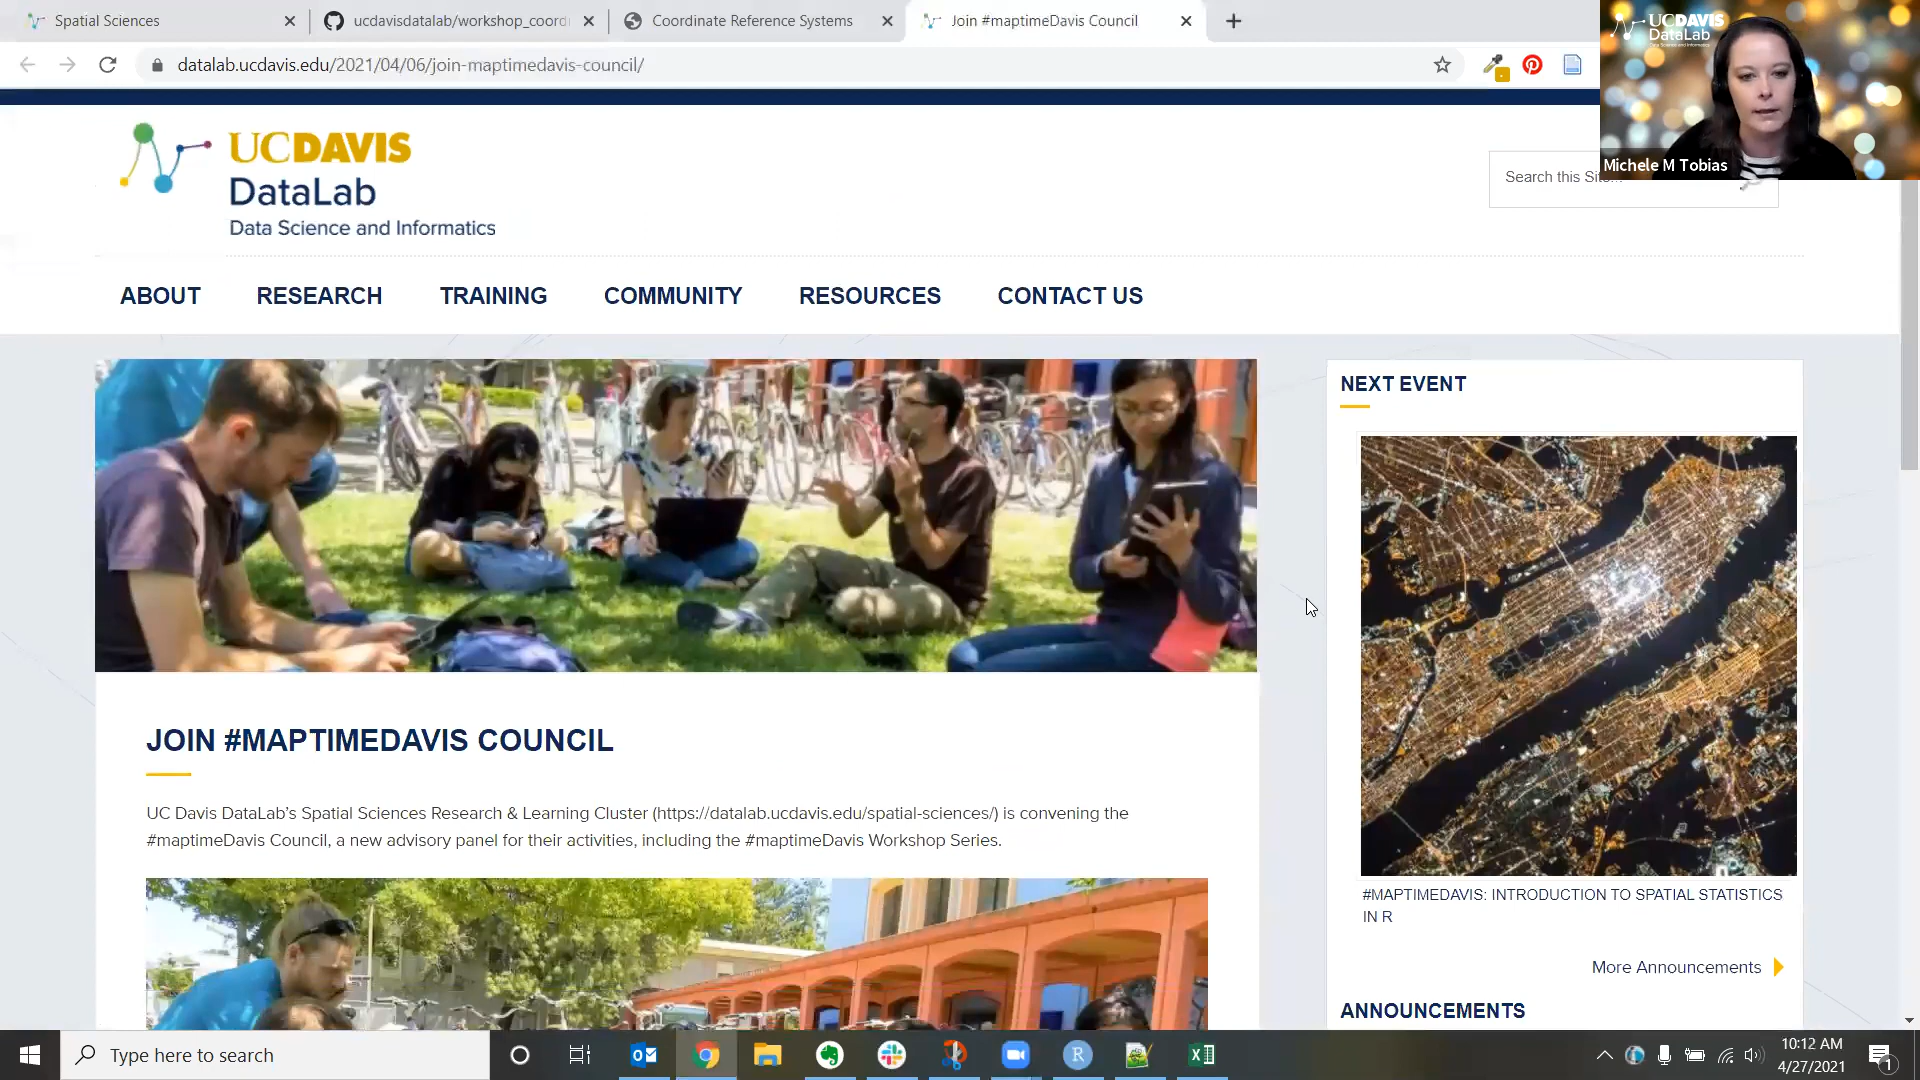 Spatial Sciences
ucdavisdatalab/workshop_coord
Coordinate Reference Systems
Join #maptimeDavis Council
datalab.ucdavis.edu/2021/04/06/join-maptimedavis-council/
UCDAVIS
DataLab
Michele M Tobias
UCDAVIS
DataLab
Data Science and Informatics
Search this Sit
ABOUT
RESEARCH
TRAINING
COMMUNITY
RESOURCES
CONTACT US
JOIN #MAPTIMEDAVIS COUNCIL
UC Davis DataLab's Spatial Sciences Research & Learning Cluster (https://datalab.ucdavis.edu/spatial-sciences/) is convening the
#maptimeDavis Council, a new advisory panel for their activities, including the #maptimeDavis Workshop Series.
NEXT EVENT
#MAPTIMEDAVIS: INTRODUCTION TO SPATIAL STATISTICS
IN R
More Announcements
ANNOUNCEMENTS
Type here to search
10:12 AM
4/27/2021
1